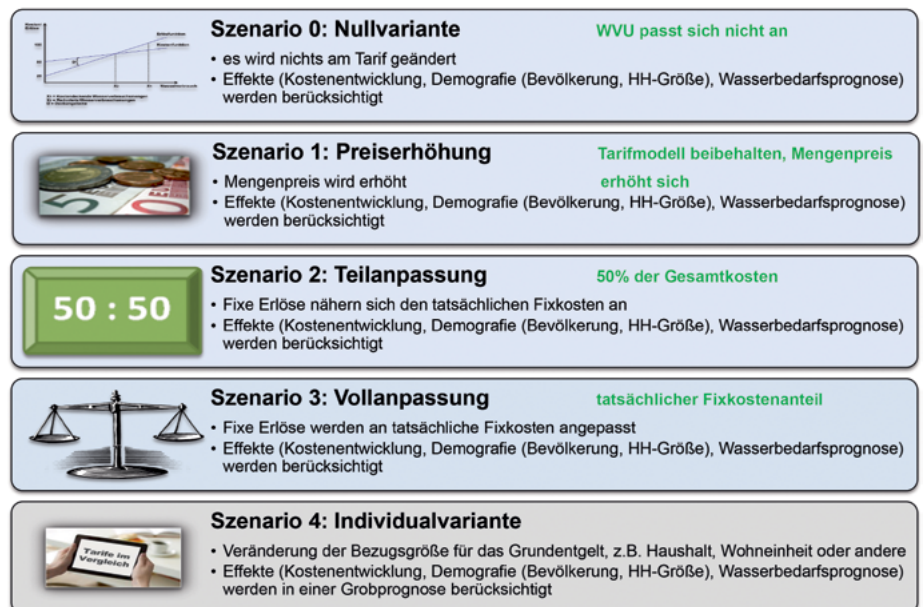 Szenario 0: Nullvariante
WVU passt sich nicht an
• es wird nichts am Tarif geändert
• Effekte (Kostenentwicklung, Demografie (Bevölkerung, HH-Größe), Wasserbedarfsprognose)
werden berücksichtigt
Szenario 1: Preiserhöhung
Tarifmodell beibehalten, Mengenpreis
• Mengenpreis wird erhöht
erhöht sich
• Effekte (Kostenentwicklung, Demografie (Bevölkerung, HH-Größe), Wasserbedarfsprognose)
werden berücksichtigt
5
10
50 : 50
Szenario 2: Teilanpassung
50% der Gesamtkosten
• Fixe Erlöse nähern sich den tatsächlichen Fixkosten an
• Effekte (Kostenentwicklung, Demografie (Bevölkerung, HH-Größe), Wasserbedarfsprognose)
werden berücksichtigt
Szenario 3: Vollanpassung
tatsächlicher Fixkostenanteil
• Fixe Erlöse werden an tatsächliche Fixkosten angepasst
• Effekte (Kostenentwicklung, Demografie (Bevölkerung, HH-Größe), Wasserbedarfsprognose)
werden berücksichtigt
Tarife im
Vergleich
Szenario 4: Individualvariante
• Veränderung der Bezugsgröße für das Grundentgelt, z.B. Haushalt, Wohneinheit oder andere
• Effekte (Kostenentwicklung, Demografie (Bevölkerung, HH-Größe), Wasserbedarfsprognose)
werden in einer Grobprognose berücksichtigt